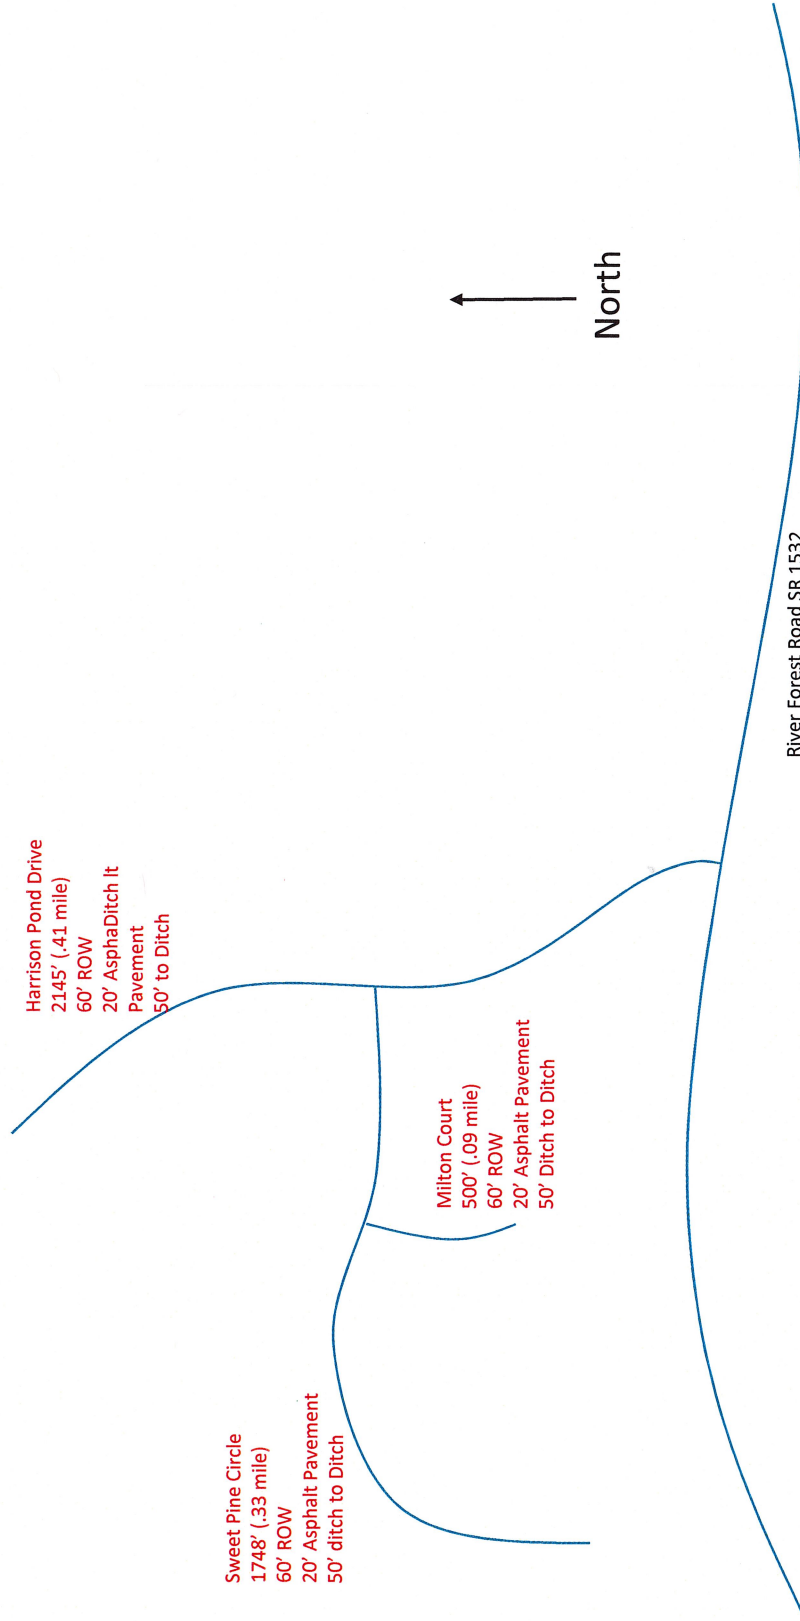 Harrison Pond Drive
2145’ (.41 mile)
60’ ROW
20’ AsphaDitch lt
Pavement
50’ to Ditch
Sweet Pine Circle
1748’ (.33 mile)
60’ ROW
20’ Asphalt Pavement
50’ ditch to Ditch
Milton Court
500’ (.09 mile)
60’ ROW
20’ Asphalt Pavement
50’ Ditch to Ditch
North
River Forest Road SR 1532